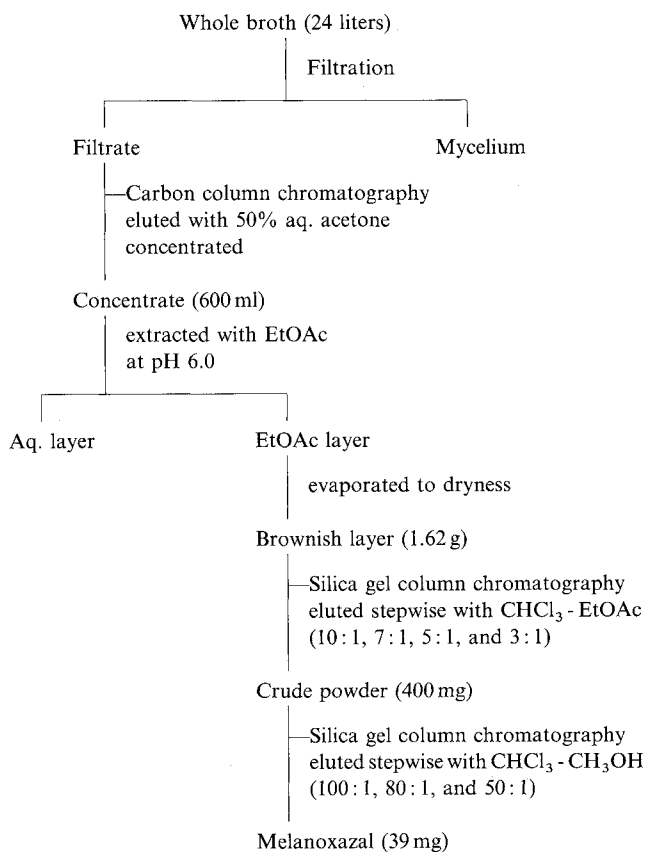 Whole broth (24 liters)
Filtration
Filtrate
Mycelium
Carbon column chromatography
eluted with 50% aq. acetone
concentrated
Concentrate (600 ml)
extracted with EtOAc
at pH 6.0
Aq. layer
EtOAc layer
evaporated to dryness
Brownish layer (1.62 g)
Silica gel column chromatography
eluted stepwise with CHCl₃ - EtOAc
(10 : 1, 7 : 1, 5 : 1, and 3 : 1)
Crude powder (400 mg)
Silica gel column chromatography
eluted stepwise with CHCl₃ - CH₃OH
(100 : 1, 80 : 1, and 50 : 1)
Melanoxazal (39 mg)